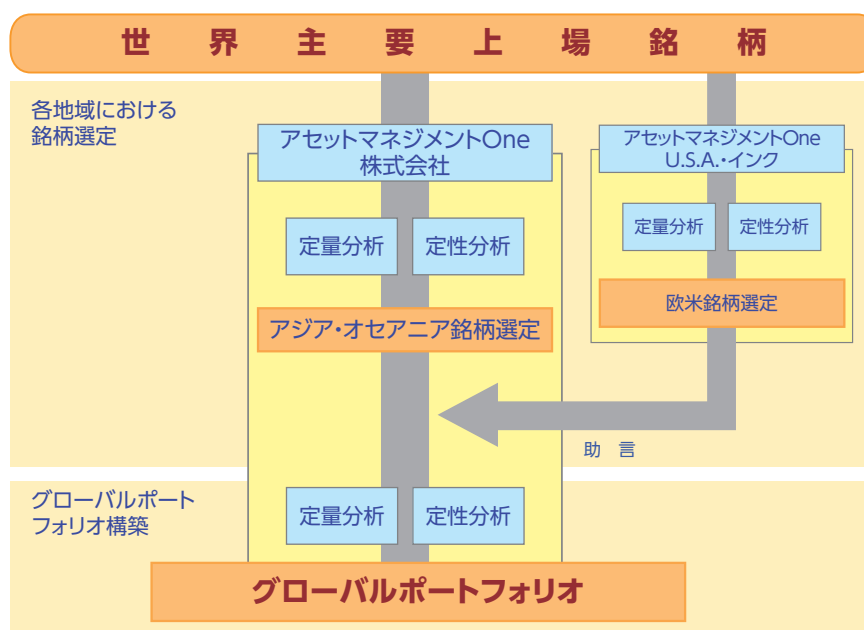 世界主要上場銘柄
各地域における
銘柄選定
アセットマネジメントOne
株式会社
アセットマネジメントOne
U.S.A.・インク
定量分析
定性分析
定量分析
定性分析
アジア・オセアニア銘柄選定
欧米銘柄選定
助言
グローバルポート
フォリオ構築
定量分析
定性分析
グローバルポートフォリオ